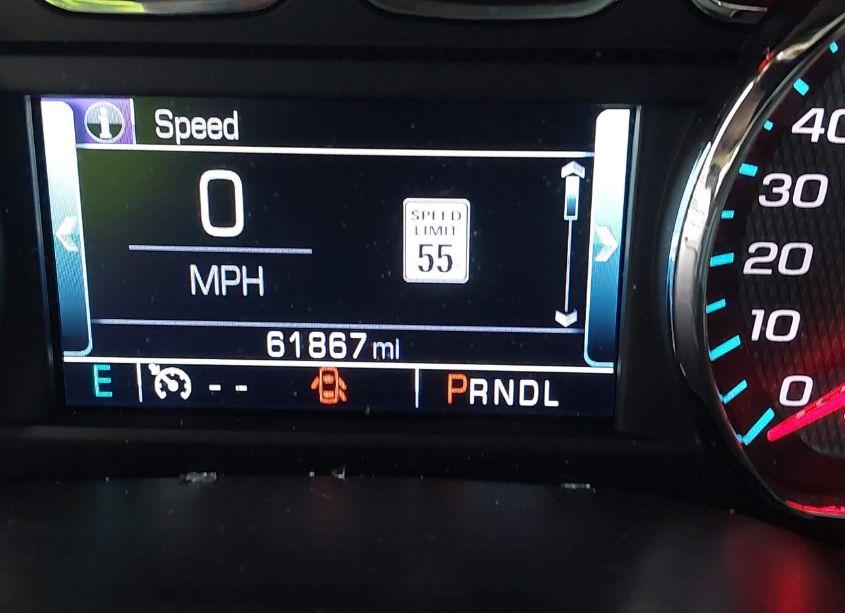 Speed
0
MPH
SPEED
LIMIT
55
61867 mi
E -- PRNDL
40
30
20
10
0